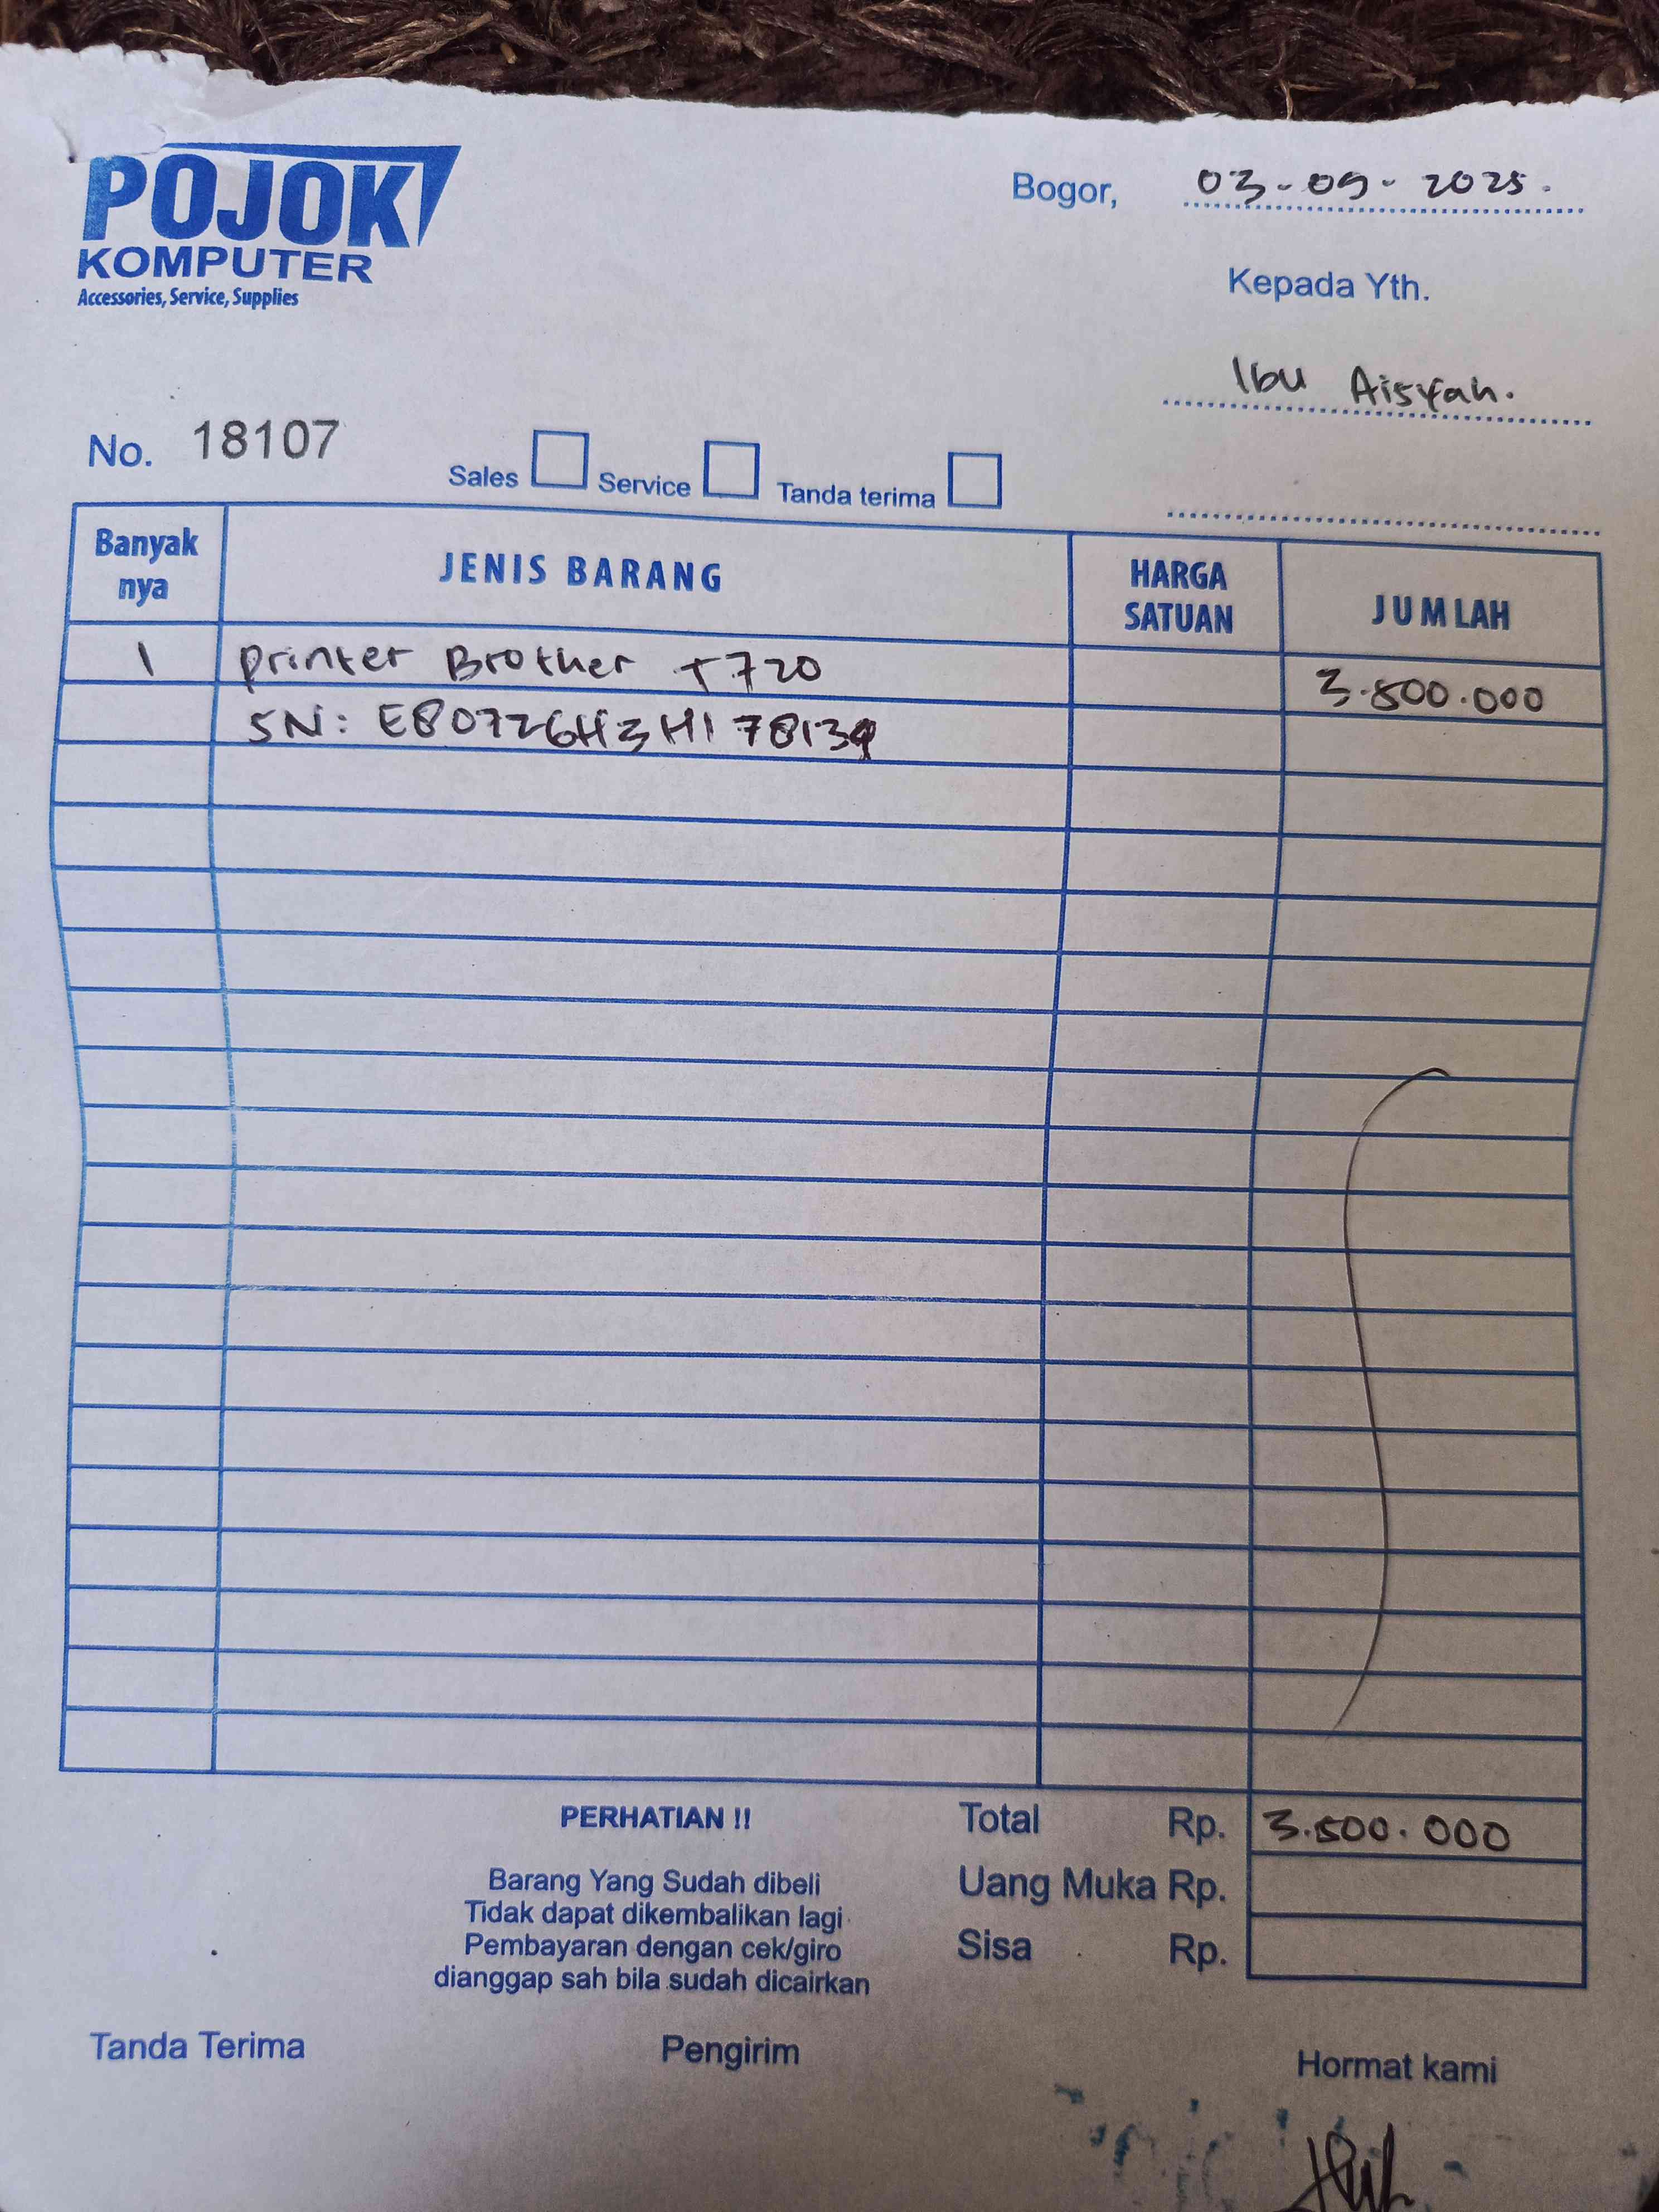 POJOK
KOMPUTER
Accessories, Service, Supplies
Bogor, 03-09-2025.
Kepada Yth.
Ibu Aisyah.
No. 18107
Sales Service Tanda terima
Banyak nya JENIS BARANG HARGA SATUAN JUMLAH
1 printer Brother T720 3.500.000
SN: E80726H3H178139
PERHATIAN !!
Barang Yang Sudah dibeli
Tidak dapat dikembalikan lagi
Pembayaran dengan cek/giro
dianggap sah bila sudah dicairkan
Total Rp. 3.500.000
Uang Muka Rp.
Sisa Rp.
Tanda Terima Pengirim Hormat kami